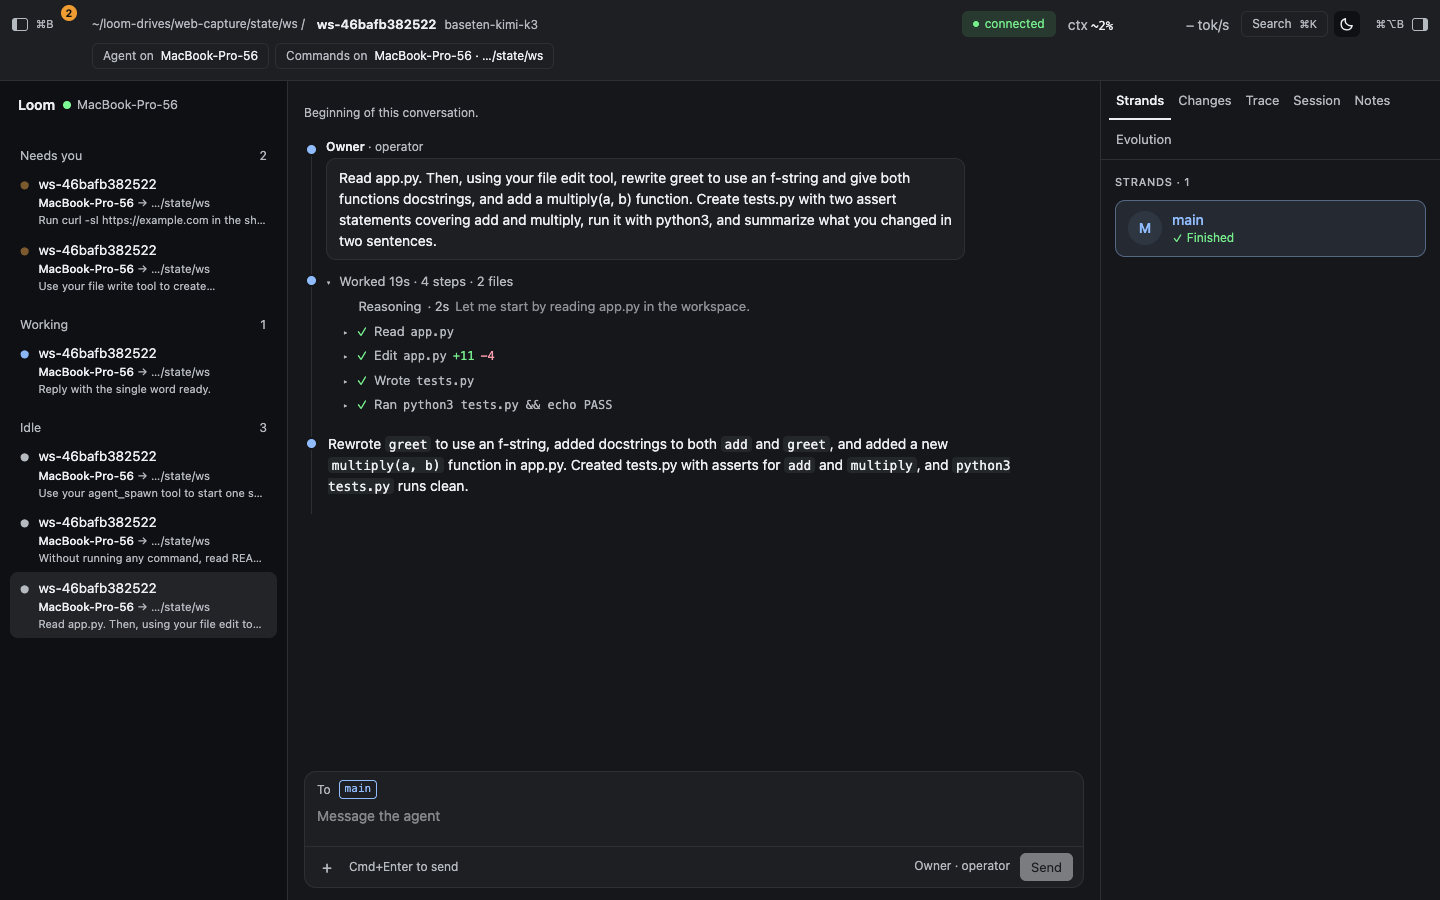 ⌘B
2
~/loom-drives/web-capture/state/ws / ws-46bafb382522 baseten-kimi-k3
connected
ctx ~2%
– tok/s
Search ⌘K
⌘⌥B
Agent on MacBook-Pro-56
Commands on MacBook-Pro-56 · …/state/ws
Loom MacBook-Pro-56
Needs you 2
ws-46bafb382522
MacBook-Pro-56 → …/state/ws
Run curl -sI https://example.com in the sh…
ws-46bafb382522
MacBook-Pro-56 → …/state/ws
Use your file write tool to create…
Working 1
ws-46bafb382522
MacBook-Pro-56 → …/state/ws
Reply with the single word ready.
Idle 3
ws-46bafb382522
MacBook-Pro-56 → …/state/ws
Use your agent_spawn tool to start one s…
ws-46bafb382522
MacBook-Pro-56 → …/state/ws
Without running any command, read REA…
ws-46bafb382522
MacBook-Pro-56 → …/state/ws
Read app.py. Then, using your file edit to…
Beginning of this conversation.
Owner · operator
Read app.py. Then, using your file edit tool, rewrite greet to use an f-string and give both
functions docstrings, and add a multiply(a, b) function. Create tests.py with two assert
statements covering add and multiply, run it with python3, and summarize what you changed in
two sentences.
Worked 19s · 4 steps · 2 files
Reasoning · 2s Let me start by reading app.py in the workspace.
✓ Read app.py
✓ Edit app.py +11 −4
✓ Wrote tests.py
✓ Ran python3 tests.py && echo PASS
Rewrote greet to use an f-string, added docstrings to both add and greet, and added a new
multiply(a, b) function in app.py. Created tests.py with asserts for add and multiply, and python3
tests.py runs clean.
To main
Message the agent
+ Cmd+Enter to send
Owner · operator
Send
Strands Changes Trace Session Notes
Evolution
STRANDS · 1
M
main
✓ Finished